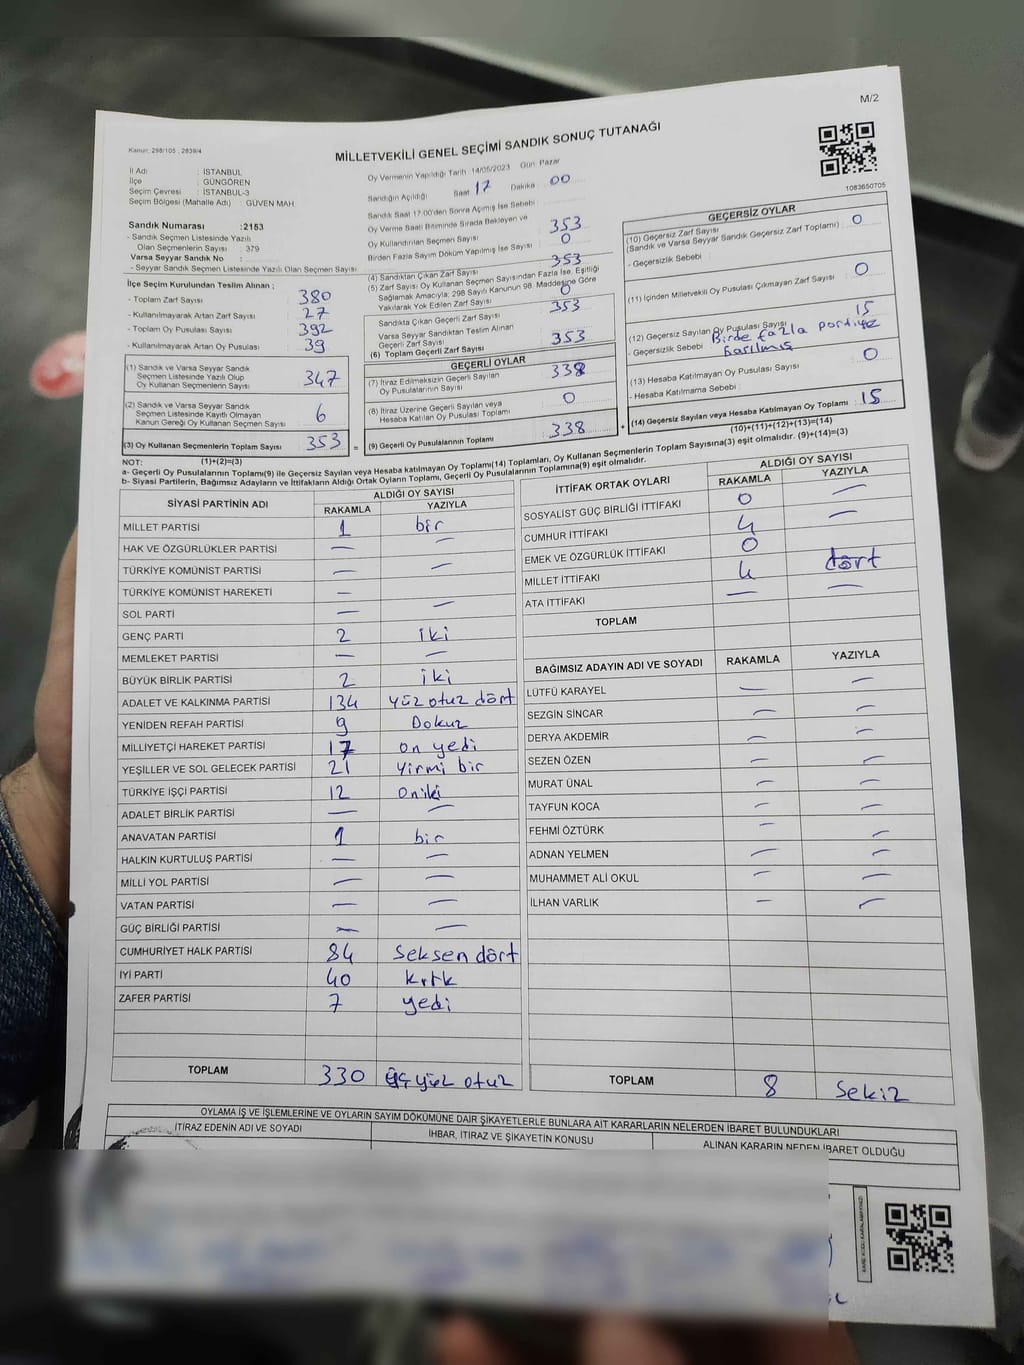 M/2
Kanun: 298/105 , 2839/4
MİLLETVEKİLİ GENEL SEÇİMİ SANDIK SONUÇ TUTANAĞI
1083650705
İl Adı : İSTANBUL
İlçe : GÜNGÖREN
Seçim Çevresi : İSTANBUL-3
Seçim Bölgesi (Mahalle Adı) : GÜVEN MAH
Sandık Numarası :2153
- Sandık Seçmen Listesinde Yazılı
Olan Seçmenlerin Sayısı : 379
Varsa Seyyar Sandık No :
- Seyyar Sandık Seçmen Listesinde Yazılı Olan Seçmen Sayısı
Oy Vermenin Yapıldığı Tarih :14/05/2023 Gün: Pazar
Sandığın Açıldığı Saat 17 Dakika : 00
Sandık Saat 17:00'den Sonra Açılmış İse Sebebi
Oy Verme Saati Bitiminde Sırada Bekleyen ve
Oy Kullandırılan Seçmen Sayısı : 353
Birden Fazla Sayım Döküm Yapılmış İse Sayısı : 0
İlçe Seçim Kurulundan Teslim Alınan ;
- Toplam Zarf Sayısı : 380
- Kullanılmayarak Artan Zarf Sayısı : 27
- Toplam Oy Pusulası Sayısı : 392
- Kullanılmayarak Artan Oy Pusulası : 39
(1) Sandık ve Varsa Seyyar Sandık
Seçmen Listesinde Yazılı Olup
Oy Kullanan Seçmenlerin Sayısı : 347
(2) Sandık ve Varsa Seyyar Sandık
Seçmen Listesinde Kayıtlı Olmayan
Kanun Gereği Oy Kullanan Seçmen Sayısı : 6
(3) Oy Kullanan Seçmenlerin Toplam Sayısı : 353 =
(1)+(2)=(3)
(4) Sandıktan Çıkan Zarf Sayısı : 353
(5) Zarf Sayısı Oy Kullanan Seçmen Sayısından Fazla İse, Eşitliği
Sağlamak Amacıyla; 298 Sayılı Kanunun 98. Maddesine Göre
Yakılarak Yok Edilen Zarf Sayısı : 0
Sandıkta Çıkan Geçerli Zarf Sayısı : 353
Varsa Seyyar Sandıktan Teslim Alınan
Geçerli Zarf Sayısı
(6) Toplam Geçerli Zarf Sayısı : 353
GEÇERLİ OYLAR
(7) İtiraz Edilmeksizin Geçerli Sayılan
Oy Pusulalarının Sayısı : 338
(8) İtiraz Üzerine Geçerli Sayılan veya
Hesaba Katılan Oy Pusulası Toplamı : 0
(9) Geçerli Oy Pusulalarının Toplamı : 338 +
GEÇERSİZ OYLAR
(10) Geçersiz Zarf Sayısı
(Sandık ve Varsa Seyyar Sandık Geçersiz Zarf Toplamı) : 0
- Geçersizlik Sebebi :
(11) İçinden Milletvekili Oy Pusulası Çıkmayan Zarf Sayısı : 0
(12) Geçersiz Sayılan Oy Pusulası Sayısı : 15
- Geçersizlik Sebebi : Birde fazla partiye
basılmış
(13) Hesaba Katılmayan Oy Pusulası Sayısı : 0
- Hesaba Katılmama Sebebi :
(14) Geçersiz Sayılan veya Hesaba Katılmayan Oy Toplamı : 15
(10)+(11)+(12)+(13)=(14)
NOT:
a- Geçerli Oy Pusulalarının Toplamı(9) ile Geçersiz Sayılan veya Hesaba katılmayan Oy Toplamı(14) Toplamları, Oy Kullanan Seçmenlerin Toplam Sayısına(3) eşit olmalıdır. (9)+(14)=(3)
b- Siyasi Partilerin, Bağımsız Adayların ve İttifakların Aldığı Ortak Oyların Toplamı, Geçerli Oy Pusulalarının Toplamına(9) eşit olmalıdır.
SİYASİ PARTİNİN ADI ALDIĞI OY SAYISI
RAKAMLA YAZIYLA
MİLLET PARTİSİ 1 bir
HAK VE ÖZGÜRLÜKLER PARTİSİ — —
TÜRKİYE KOMÜNİST PARTİSİ — —
TÜRKİYE KOMÜNİST HAREKETİ —
SOL PARTİ — —
GENÇ PARTİ 2 iki
MEMLEKET PARTİSİ — —
BÜYÜK BİRLİK PARTİSİ 2 iki
ADALET VE KALKINMA PARTİSİ 134 yüz otuz dört
YENİDEN REFAH PARTİSİ 9 Dokuz
MİLLİYETÇİ HAREKET PARTİSİ 17 on yedi
YEŞİLLER VE SOL GELECEK PARTİSİ 21 yirmi bir
TÜRKİYE İŞÇİ PARTİSİ 12 oniki
ADALET BİRLİK PARTİSİ — —
ANAVATAN PARTİSİ 1 bir
HALKIN KURTULUŞ PARTİSİ — —
MİLLİ YOL PARTİSİ — —
VATAN PARTİSİ — —
GÜÇ BİRLİĞİ PARTİSİ — —
CUMHURİYET HALK PARTİSİ 84 seksen dört
İYİ PARTİ 40 kırk
ZAFER PARTİSİ 7 yedi
TOPLAM 330 üçyüz otuz
İTTİFAK ORTAK OYLARI ALDIĞI OY SAYISI
RAKAMLA YAZIYLA
SOSYALİST GÜÇ BİRLİĞİ İTTİFAKI 0 —
CUMHUR İTTİFAKI 4 —
EMEK VE ÖZGÜRLÜK İTTİFAKI 0
MİLLET İTTİFAKI 4 dört
ATA İTTİFAKI — —
TOPLAM
BAĞIMSIZ ADAYIN ADI VE SOYADI RAKAMLA YAZIYLA
LÜTFÜ KARAYEL — —
SEZGİN SİNCAR — —
DERYA AKDEMİR — —
SEZEN ÖZEN — —
MURAT ÜNAL — —
TAYFUN KOCA — —
FEHMİ ÖZTÜRK — —
ADNAN YELMEN — —
MUHAMMET ALİ OKUL — —
İLHAN VARLIK — —
TOPLAM 8 sekiz
OYLAMA İŞ VE İŞLEMLERİNE VE OYLARIN SAYIM DÖKÜMÜNE DAİR ŞİKAYETLERLE BUNLARA AİT KARARLARIN NELERDEN İBARET BULUNDUKLARI
İTİRAZ EDENİN ADI VE SOYADI İHBAR, İTİRAZ VE ŞİKAYETİN KONUSU ALINAN KARARIN NEDEN İBARET OLDUĞU